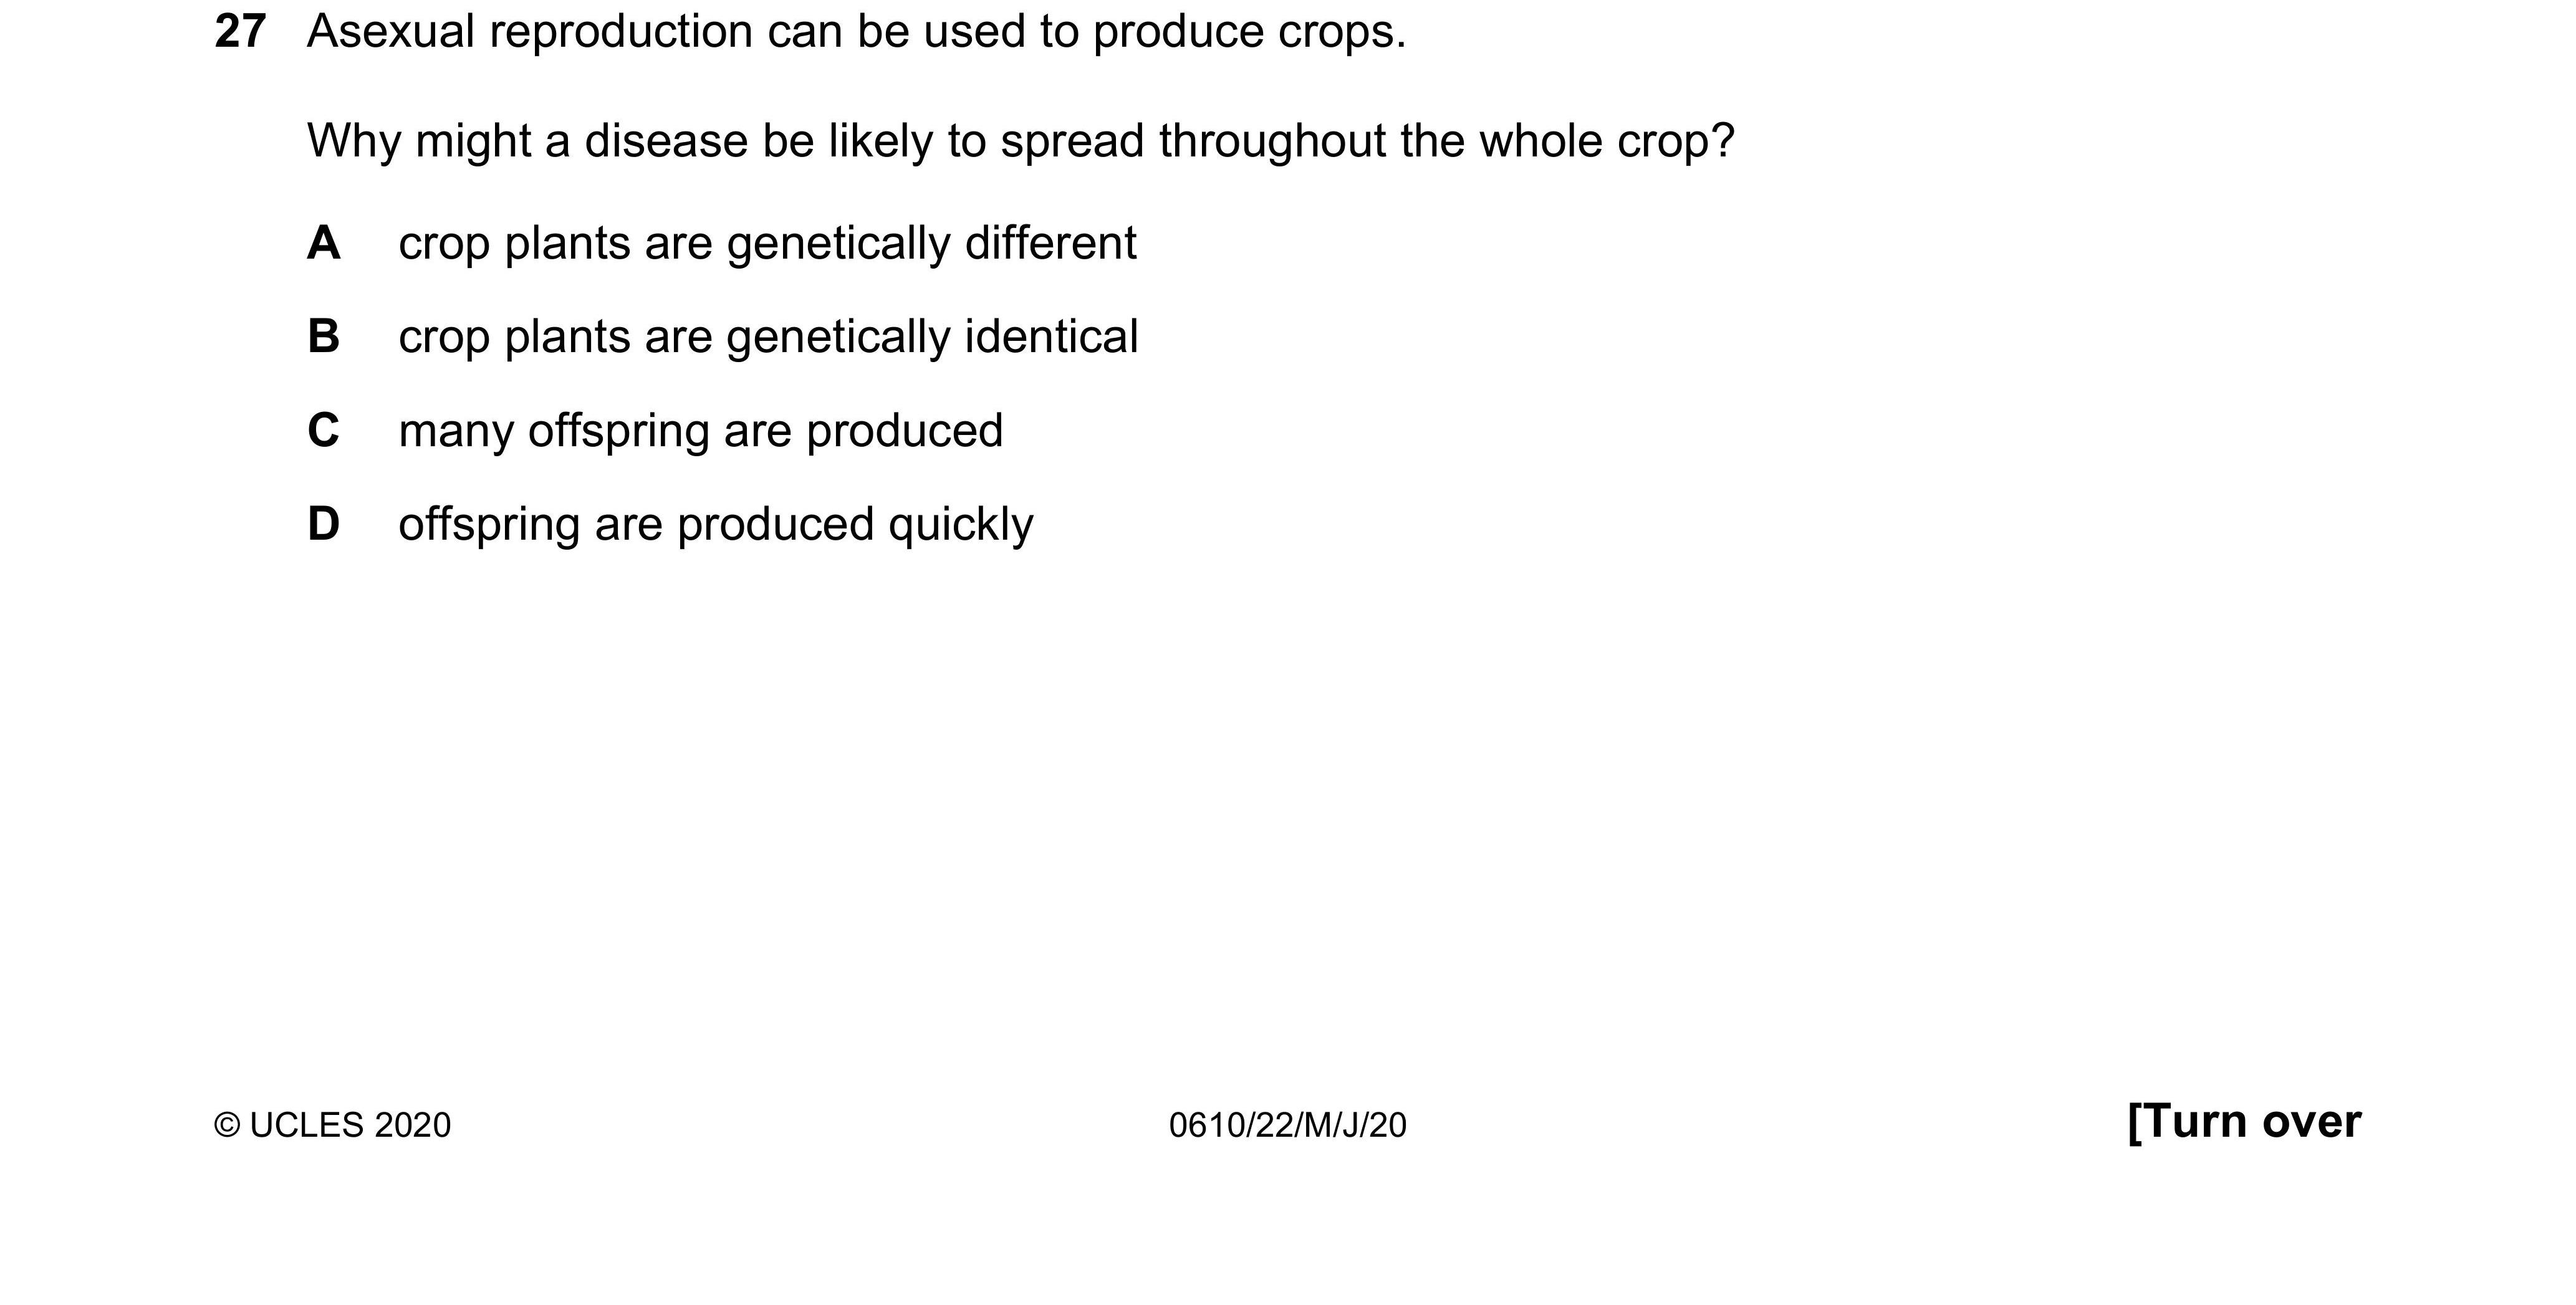 27 Asexual reproduction can be used to produce crops.
Why might a disease be likely to spread throughout the whole crop?
A crop plants are genetically different
B crop plants are genetically identical
C many offspring are produced
D offspring are produced quickly
© UCLES 2020 0610/22/M/J/20 [Turn over